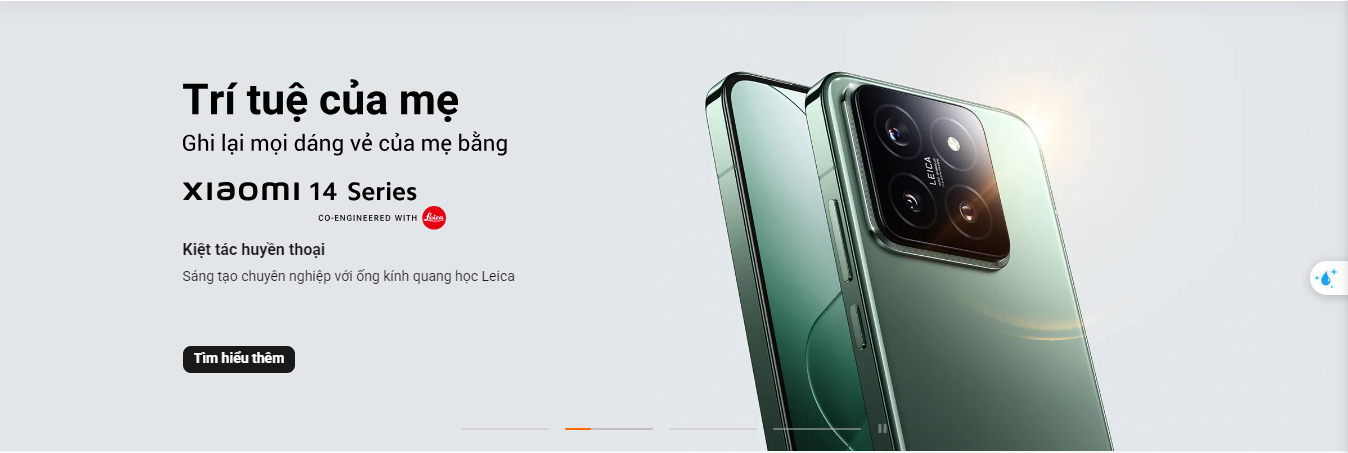 Trí tuệ của mẹ
Ghi lại mọi dáng vẻ của mẹ bằng
xiaomi 14 Series
CO-ENGINEERED WITH Leica
Kiệt tác huyền thoại
Sáng tạo chuyên nghiệp với ống kính quang học Leica
Tìm hiểu thêm
LEICA